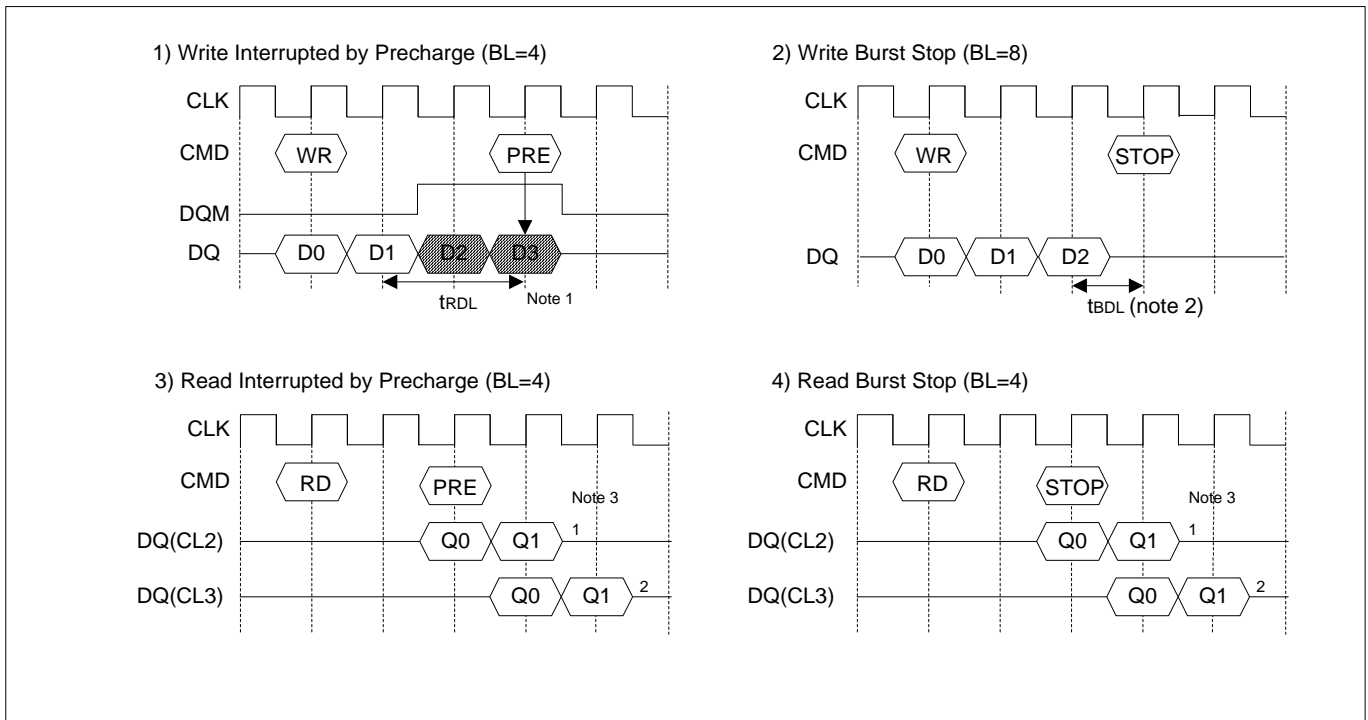 1) Write Interrupted by Precharge (BL=4)
CLK
CMD WR PRE
DQM
DQ D0 D1 D2 D3
tRDL Note 1
2) Write Burst Stop (BL=8)
CLK
CMD WR STOP
DQ D0 D1 D2
tBDL (note 2)
3) Read Interrupted by Precharge (BL=4)
CLK
CMD RD PRE
Note 3
DQ(CL2) Q0 Q1 1
DQ(CL3) Q0 Q1 2
4) Read Burst Stop (BL=4)
CLK
CMD RD STOP
Note 3
DQ(CL2) Q0 Q1 1
DQ(CL3) Q0 Q1 2